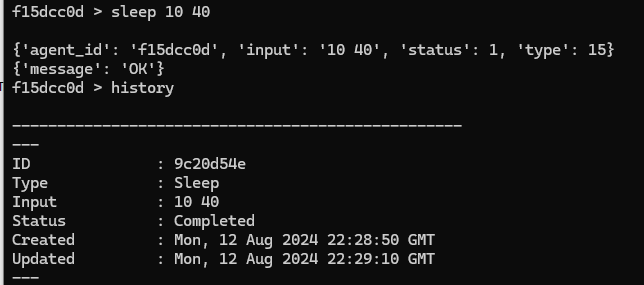 f15dcc0d > sleep 10 40
{'agent_id': 'f15dcc0d', 'input': '10 40', 'status': 1, 'type': 15}
{'message': 'OK'}
f15dcc0d > history
--------------------------------------------------
---
ID             : 9c20d54e
Type           : Sleep
Input          : 10 40
Status         : Completed
Created        : Mon, 12 Aug 2024 22:28:50 GMT
Updated        : Mon, 12 Aug 2024 22:29:10 GMT
---